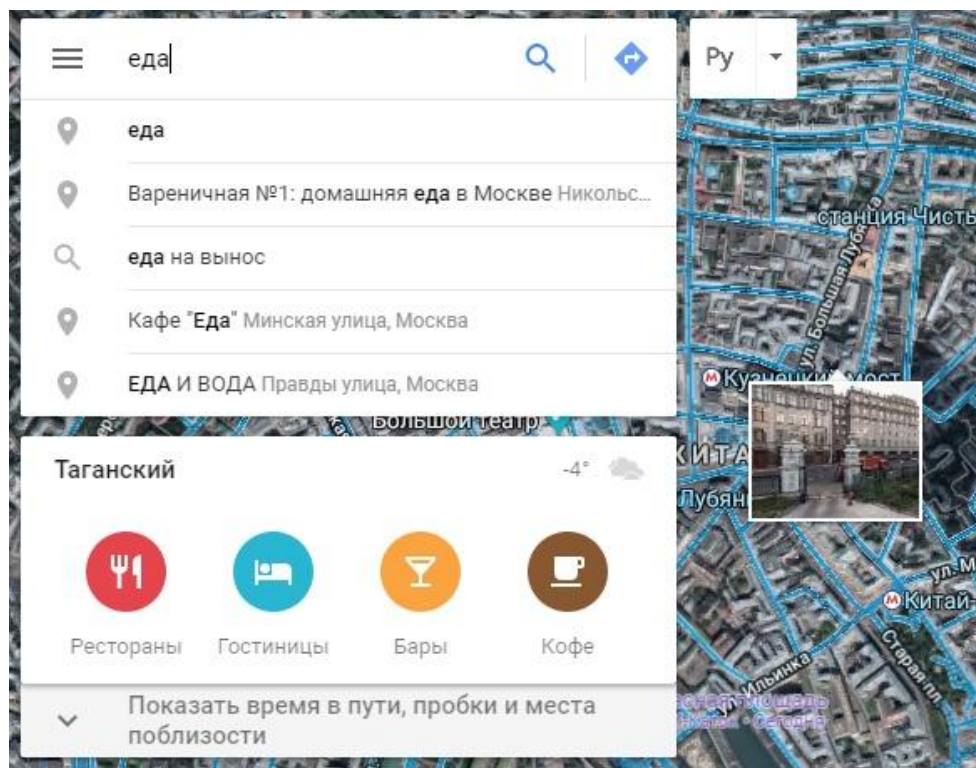 еда
Ру
еда
Вареничная №1: домашняя еда в Москве Никольс...
еда на вынос
Кафе "Еда" Минская улица, Москва
ЕДА И ВОДА Правды улица, Москва
станция Чисть
ул. Большая Лубянка
Кузнецкий мост
Большой театр
КИТА
Лубян
Таганский
-4°
Рестораны
Гостиницы
Бары
Кофе
ул. М
Китай-
Старая пл.
ул. Ильинка
Показать время в пути, пробки и места
поблизости